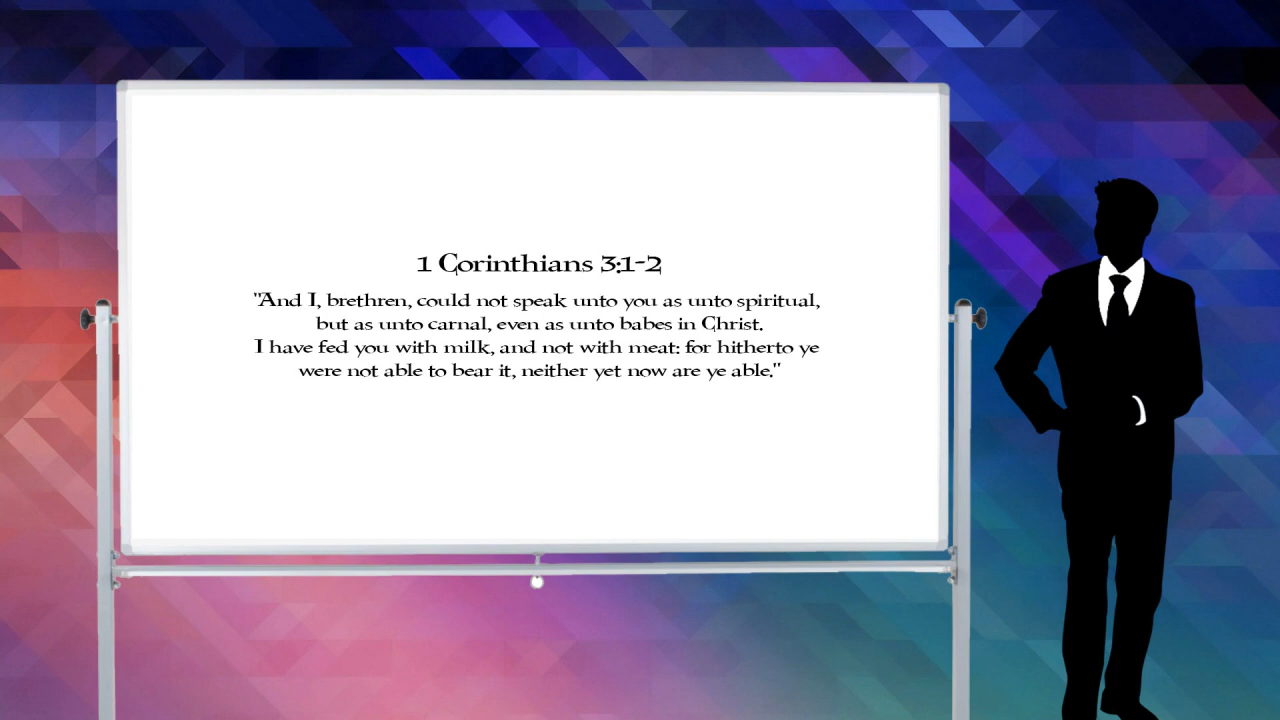 1 Corinthians 3:1-2
"And I, brethren, could not speak unto you as unto spiritual,
but as unto carnal, even as unto babes in Christ.
I have fed you with milk, and not with meat: for hitherto ye
were not able to bear it, neither yet now are ye able."